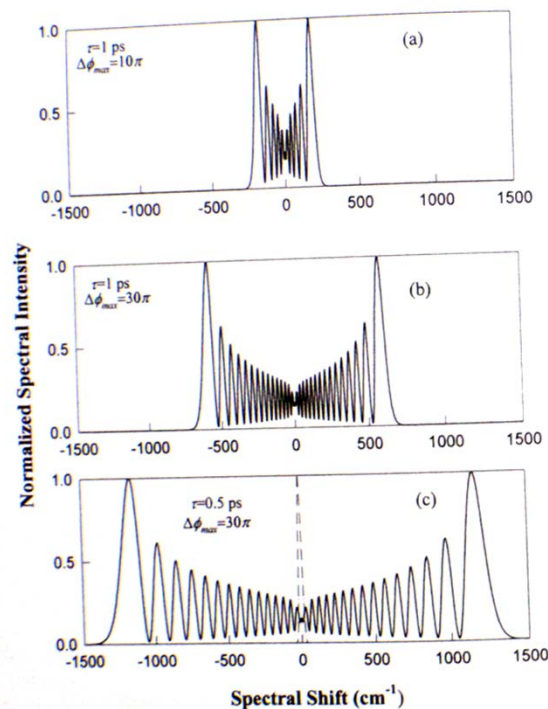 τ=1 ps
Δϕmax=10π
(a)
1.0
0.5
0.0
-1500 -1000 -500 0 500 1000 1500
τ=1 ps
Δϕmax=30π
(b)
1.0
0.5
0.0
-1500 -1000 -500 0 500 1000 1500
τ=0.5 ps
Δϕmax=30π
(c)
1.0
0.5
0.0
-1500 -1000 -500 0 500 1000 1500
Normalized Spectral Intensity
Spectral Shift (cm⁻¹)